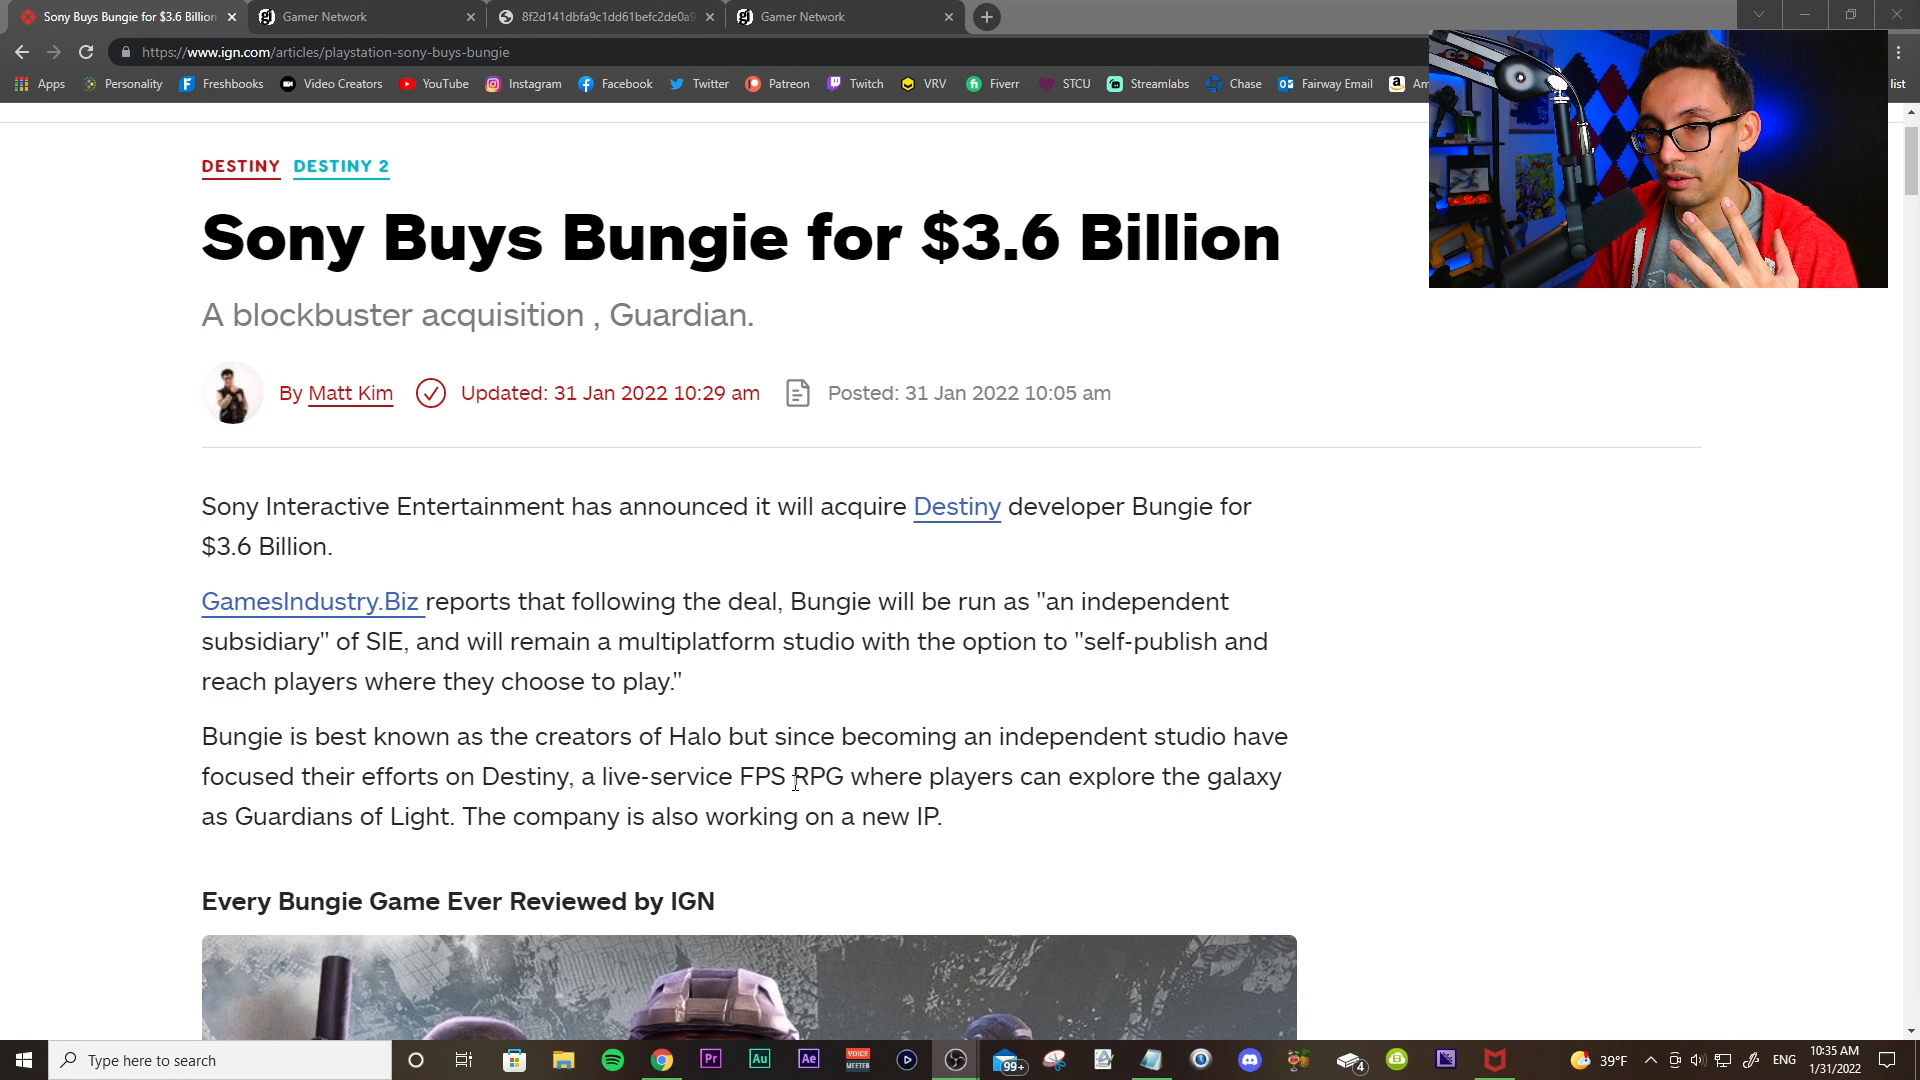 Sony Buys Bungie for $3.6 Billion
Gamer Network
8f2d141dbfa9c1dd61befc2de0a9
Gamer Network
https://www.ign.com/articles/playstation-sony-buys-bungie
Apps Personality Freshbooks Video Creators YouTube Instagram Facebook Twitter Patreon Twitch VRV Fiverr STCU Streamlabs Chase Fairway Email Am list
DESTINY DESTINY 2
Sony Buys Bungie for $3.6 Billion
A blockbuster acquisition , Guardian.
By Matt Kim Updated: 31 Jan 2022 10:29 am Posted: 31 Jan 2022 10:05 am
Sony Interactive Entertainment has announced it will acquire Destiny developer Bungie for
$3.6 Billion.
GamesIndustry.Biz reports that following the deal, Bungie will be run as "an independent
subsidiary" of SIE, and will remain a multiplatform studio with the option to "self-publish and
reach players where they choose to play."
Bungie is best known as the creators of Halo but since becoming an independent studio have
focused their efforts on Destiny, a live-service FPS RPG where players can explore the galaxy
as Guardians of Light. The company is also working on a new IP.
Every Bungie Game Ever Reviewed by IGN
Type here to search
Pr Au Ae VOICE MEETER 99+ 4
39°F ENG 10:35 AM
1/31/2022